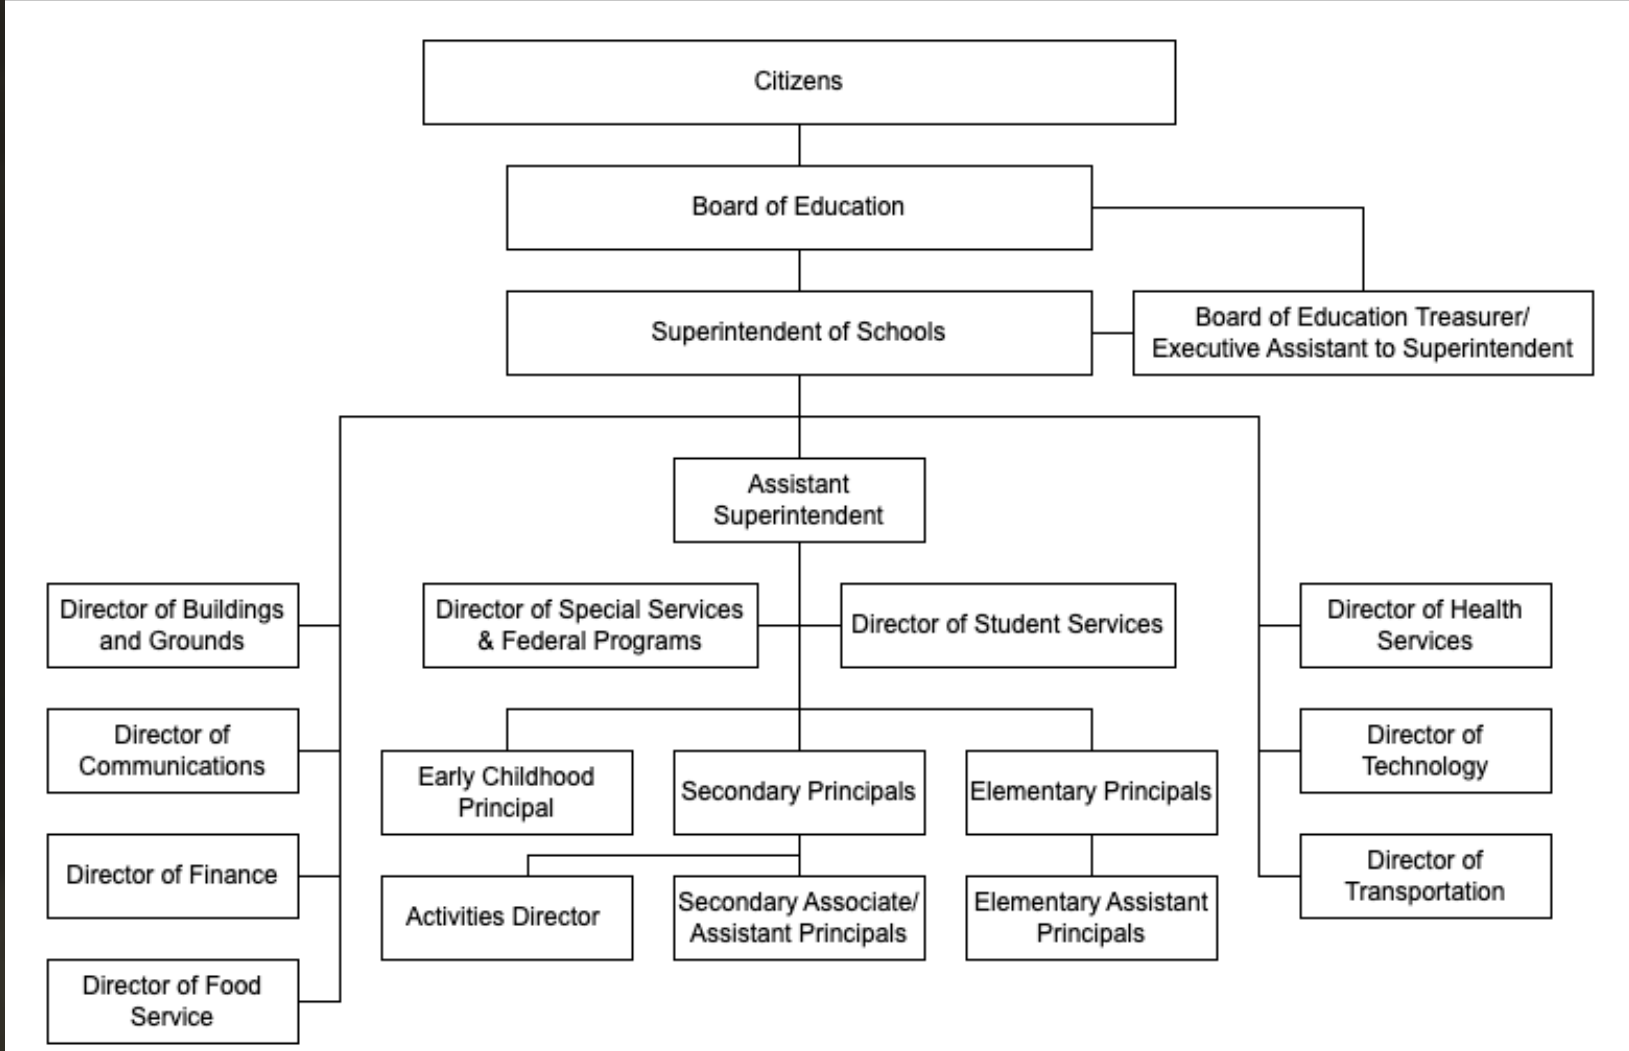 Citizens
Board of Education
Superintendent of Schools
Board of Education Treasurer/
Executive Assistant to Superintendent
Assistant
Superintendent
Director of Buildings
and Grounds
Director of Special Services
& Federal Programs
Director of Student Services
Director of Health
Services
Director of
Communications
Early Childhood
Principal
Secondary Principals
Elementary Principals
Director of
Technology
Director of Finance
Activities Director
Secondary Associate/
Assistant Principals
Elementary Assistant
Principals
Director of
Transportation
Director of Food
Service